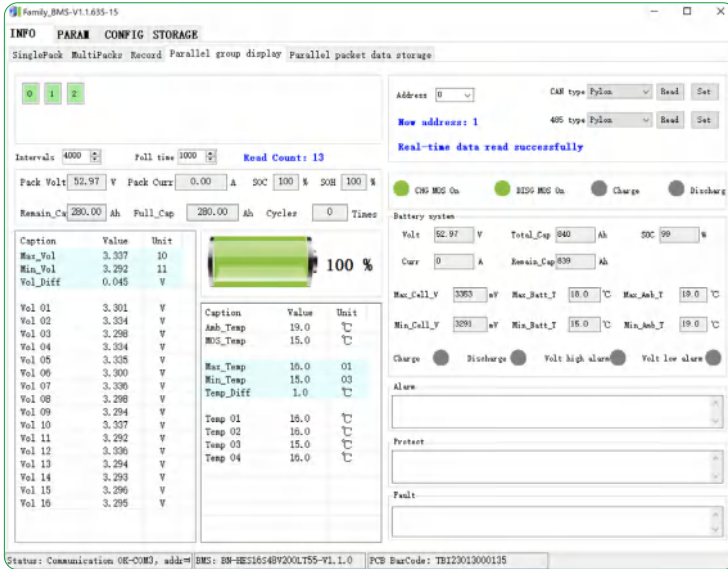 Family_BMS-V1.1.635-15
INFO PARAM CONFIG STORAGE
SinglePack MultiPacks Record Parallel group display Parallel packet data storage
0 1 2
Intervals 4000 Poll time 1000 Read Count: 13
Pack Volt 52.97 V Pack Curr 0.00 A SOC 100 % SOH 100 %
Remain_Ca 280.00 Ah Full_Cap 280.00 Ah Cycles 0 Times
Caption Value Unit
Max_Vol 3.337 10
Min_Vol 3.292 11
Vol_Diff 0.045 V
Vol 01 3.301 V
Vol 02 3.334 V
Vol 03 3.298 V
Vol 04 3.334 V
Vol 05 3.335 V
Vol 06 3.300 V
Vol 07 3.336 V
Vol 08 3.298 V
Vol 09 3.294 V
Vol 10 3.337 V
Vol 11 3.292 V
Vol 12 3.336 V
Vol 13 3.294 V
Vol 14 3.293 V
Vol 15 3.296 V
Vol 16 3.295 V
100 %
Caption Value Unit
Amb_Temp 19.0 ℃
MOS_Temp 15.0 ℃
Max_Temp 16.0 01
Min_Temp 15.0 03
Temp_Diff 1.0 ℃
Temp 01 16.0 ℃
Temp 02 16.0 ℃
Temp 03 15.0 ℃
Temp 04 16.0 ℃
Address 0 CAN type Pylon Read Set
Now address: 1 485 type Pylon Read Set
Real-time data read successfully
CHG MOS On DISG MOS On Charge Discharg
Battery system
Volt 52.97 V Total_Cap 840 Ah SOC 99 %
Curr 0 A Remain_Cap 839 Ah
Max_Cell_V 3353 mV Max_Batt_T 18.0 ℃ Max_Amb_T 19.0 ℃
Min_Cell_V 3291 mV Min_Batt_T 15.0 ℃ Min_Amb_T 19.0 ℃
Charge Discharge Volt high alarm Volt low alarm
Alarm
Protect
Fault
Status: Communication OK-COM3, addr= BMS: BN-HES16S48V200LT55-V1.1.0 PCB BarCode: TBI23013000135